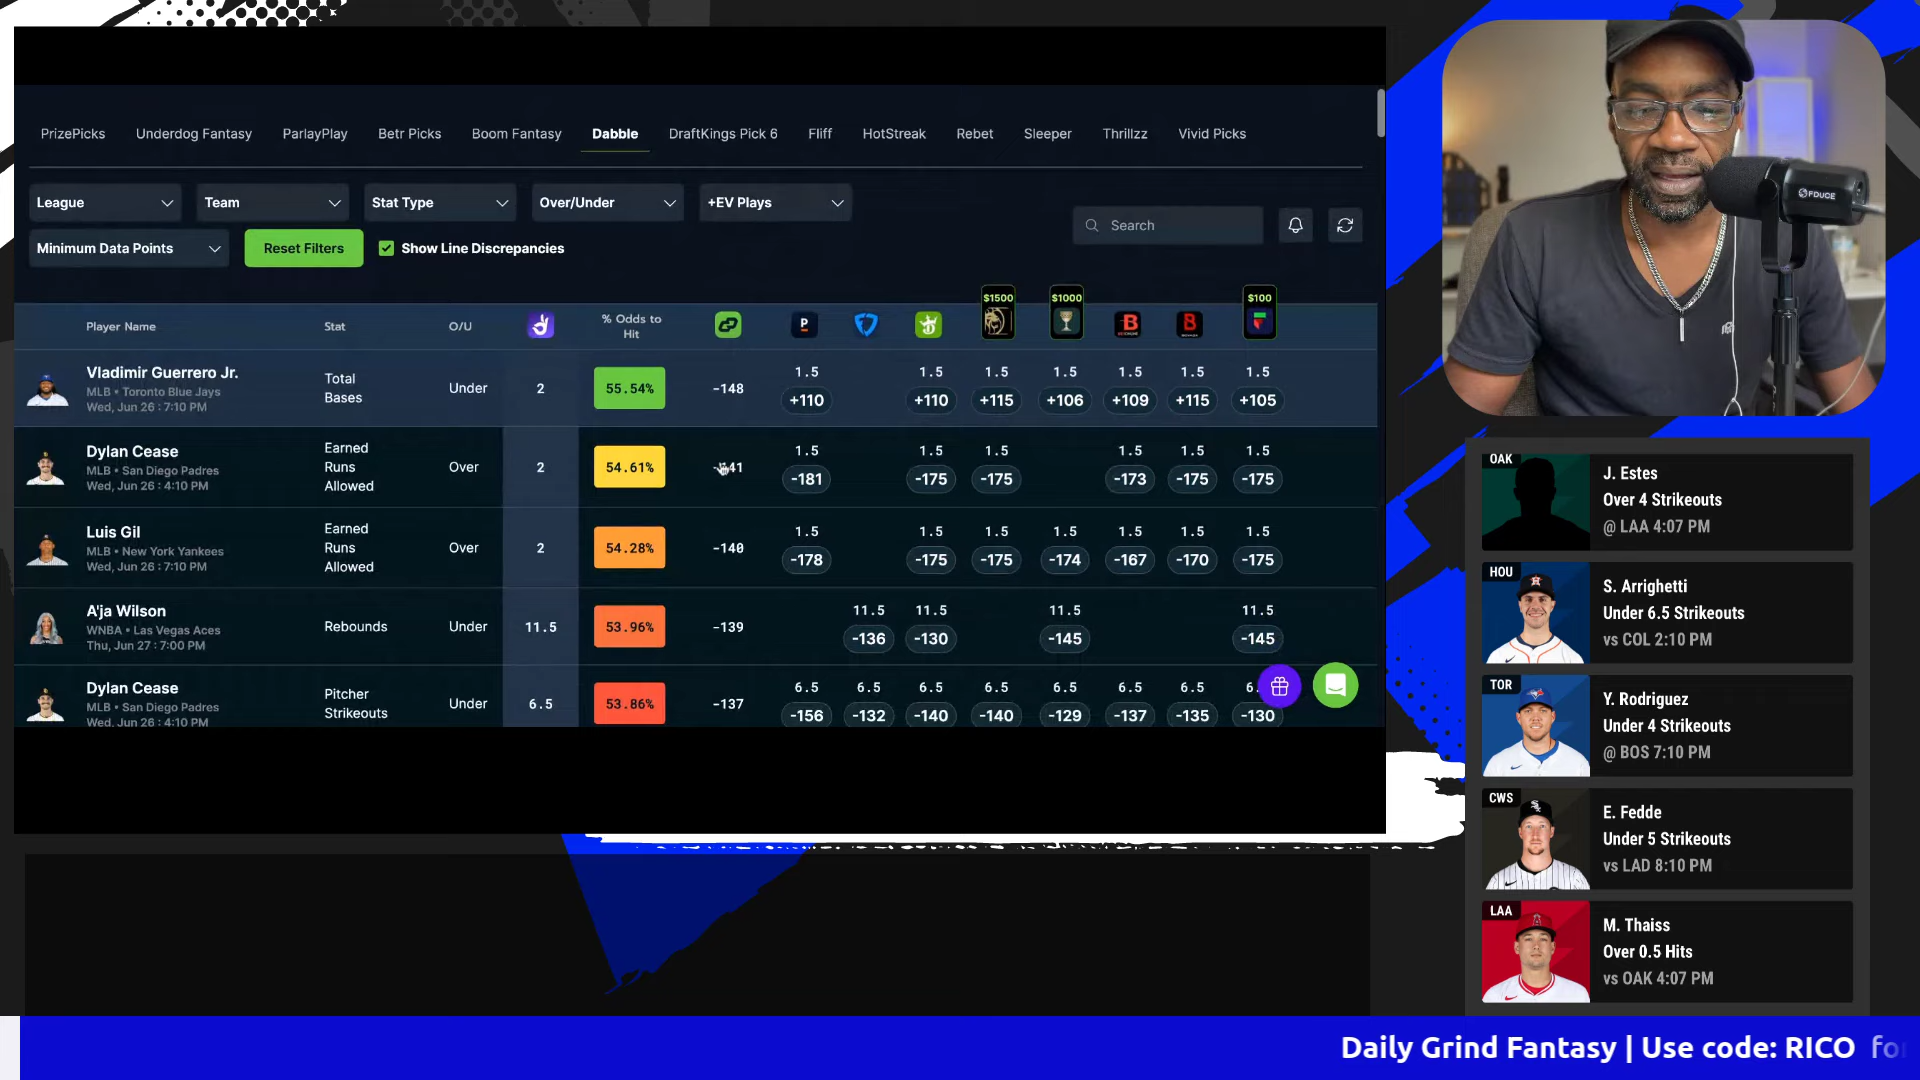 PrizePicks Underdog Fantasy ParlayPlay Betr Picks Boom Fantasy Dabble DraftKings Pick 6 Fliff HotStreak Rebet Sleeper Thrillzz Vivid Picks
League Team Stat Type Over/Under +EV Plays
Search
Minimum Data Points Reset Filters Show Line Discrepancies
$1500 $1000 $100
Player Name Stat O/U % Odds to Hit
Vladimir Guerrero Jr.
MLB • Toronto Blue Jays
Wed, Jun 26 : 7:10 PM
Total
Bases
Under 2 55.54% -148
1.5 1.5 1.5 1.5 1.5 1.5 1.5
+110 +110 +115 +106 +109 +115 +105
Dylan Cease
MLB • San Diego Padres
Wed, Jun 26 : 4:10 PM
Earned
Runs
Allowed
Over 2 54.61%
1.5 1.5 1.5 1.5 1.5 1.5
-181 -175 -175 -173 -175 -175
Luis Gil
MLB • New York Yankees
Wed, Jun 26 : 7:10 PM
Earned
Runs
Allowed
Over 2 54.28% -140
1.5 1.5 1.5 1.5 1.5 1.5 1.5
-178 -175 -175 -174 -167 -170 -175
A'ja Wilson
WNBA • Las Vegas Aces
Thu, Jun 27 : 7:00 PM
Rebounds Under 11.5 53.96% -139
11.5 11.5 11.5 11.5
-136 -130 -145 -145
Dylan Cease
MLB • San Diego Padres
Wed, Jun 26 : 4:10 PM
Pitcher
Strikeouts
Under 6.5 53.86% -137
6.5 6.5 6.5 6.5 6.5 6.5 6.5
-156 -132 -140 -140 -129 -137 -135 -130
FDUCE
OAK
J. Estes
Over 4 Strikeouts
@ LAA 4:07 PM
HOU
S. Arrighetti
Under 6.5 Strikeouts
vs COL 2:10 PM
TOR
Y. Rodriguez
Under 4 Strikeouts
@ BOS 7:10 PM
CWS
E. Fedde
Under 5 Strikeouts
vs LAD 8:10 PM
LAA
M. Thaiss
Over 0.5 Hits
vs OAK 4:07 PM
Daily Grind Fantasy | Use code: RICO